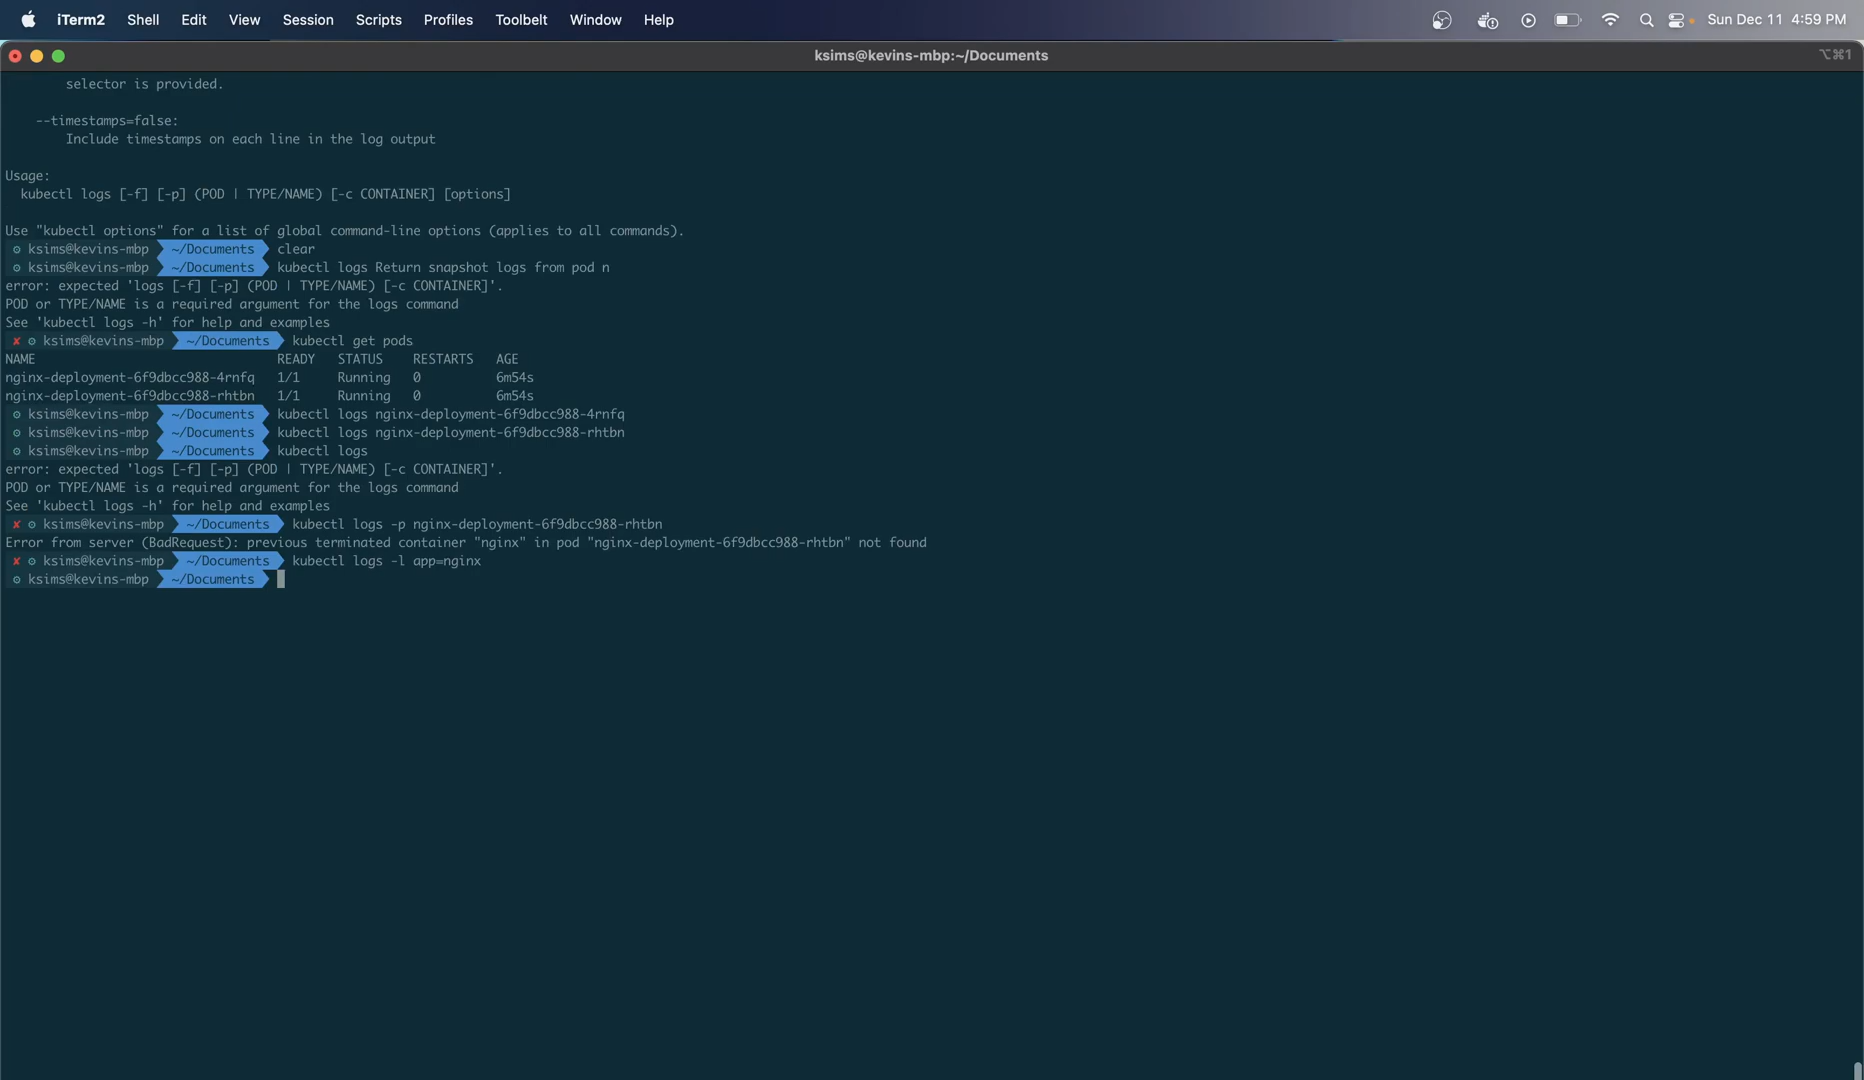 iTerm2 Shell Edit View Session Scripts Profiles Toolbelt Window Help Sun Dec 11 4:59 PM
ksims@kevins-mbp:~/Documents ⌥⌘1
selector is provided.
--timestamps=false:
Include timestamps on each line in the log output
Usage:
kubectl logs [-f] [-p] (POD | TYPE/NAME) [-c CONTAINER] [options]
Use "kubectl options" for a list of global command-line options (applies to all commands).
ksims@kevins-mbp ~/Documents clear
ksims@kevins-mbp ~/Documents kubectl logs Return snapshot logs from pod n
error: expected 'logs [-f] [-p] (POD | TYPE/NAME) [-c CONTAINER]'.
POD or TYPE/NAME is a required argument for the logs command
See 'kubectl logs -h' for help and examples
✘ ksims@kevins-mbp ~/Documents kubectl get pods
NAME READY STATUS RESTARTS AGE
nginx-deployment-6f9dbcc988-4rnfq 1/1 Running 0 6m54s
nginx-deployment-6f9dbcc988-rhtbn 1/1 Running 0 6m54s
ksims@kevins-mbp ~/Documents kubectl logs nginx-deployment-6f9dbcc988-4rnfq
ksims@kevins-mbp ~/Documents kubectl logs nginx-deployment-6f9dbcc988-rhtbn
ksims@kevins-mbp ~/Documents kubectl logs
error: expected 'logs [-f] [-p] (POD | TYPE/NAME) [-c CONTAINER]'.
POD or TYPE/NAME is a required argument for the logs command
See 'kubectl logs -h' for help and examples
✘ ksims@kevins-mbp ~/Documents kubectl logs -p nginx-deployment-6f9dbcc988-rhtbn
Error from server (BadRequest): previous terminated container "nginx" in pod "nginx-deployment-6f9dbcc988-rhtbn" not found
✘ ksims@kevins-mbp ~/Documents kubectl logs -l app=nginx
ksims@kevins-mbp ~/Documents